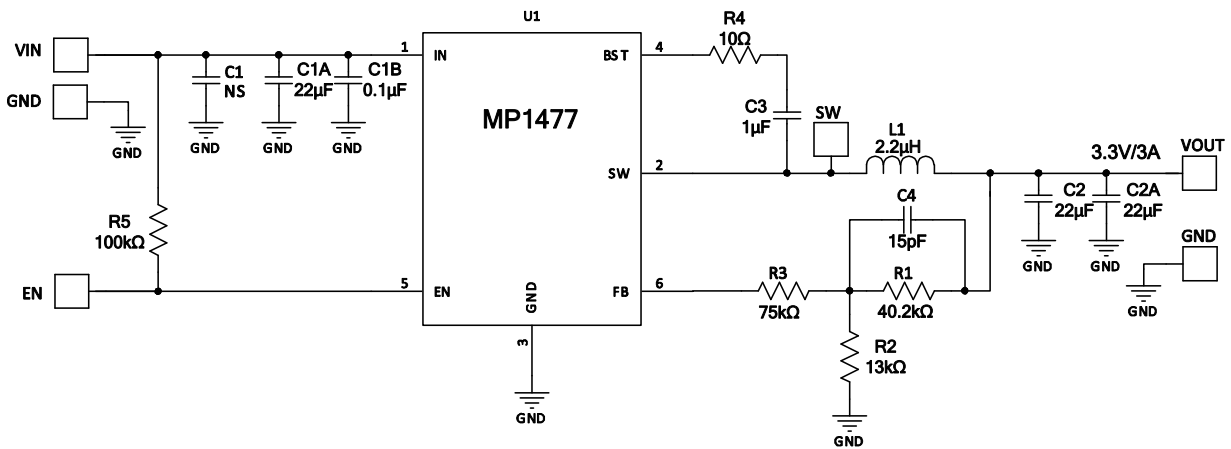 U1
VIN
GND
GND
C1
NS
GND
C1A
22µF
GND
C1B
0.1µF
GND
R5
100kΩ
EN
1
IN
5
EN
MP1477
GND
3
GND
BST
4
SW
2
FB
6
R4
10Ω
C3
1µF
SW
L1
2.2µH
C4
15pF
R3
75kΩ
R1
40.2kΩ
R2
13kΩ
GND
3.3V/3A
VOUT
C2
22µF
GND
C2A
22µF
GND
GND
GND